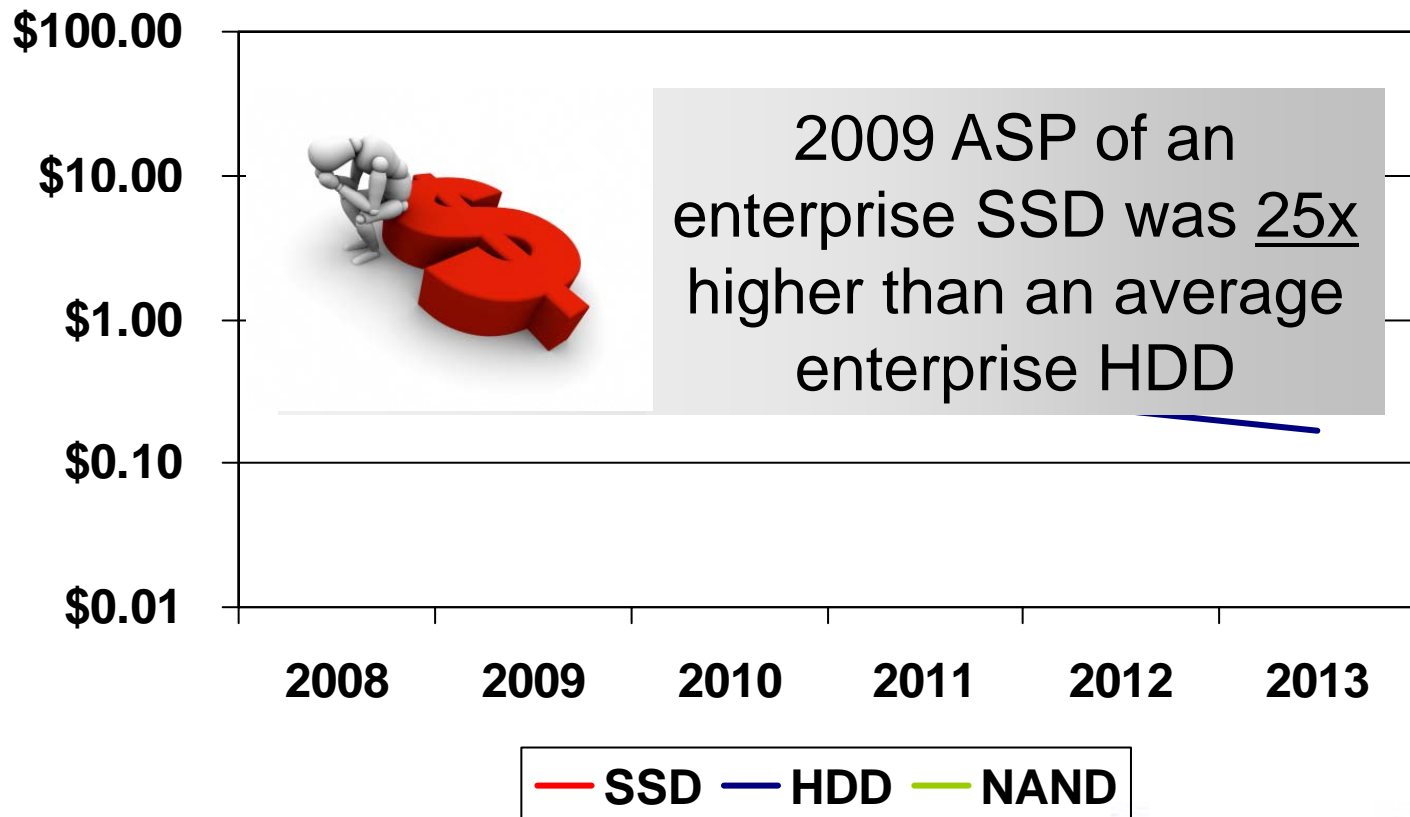 $100.00
$10.00
$1.00
$0.10
$0.01
2009 ASP of an
enterprise SSD was 25x
higher than an average
enterprise HDD
2008 2009 2010 2011 2012 2013
SSD HDD NAND